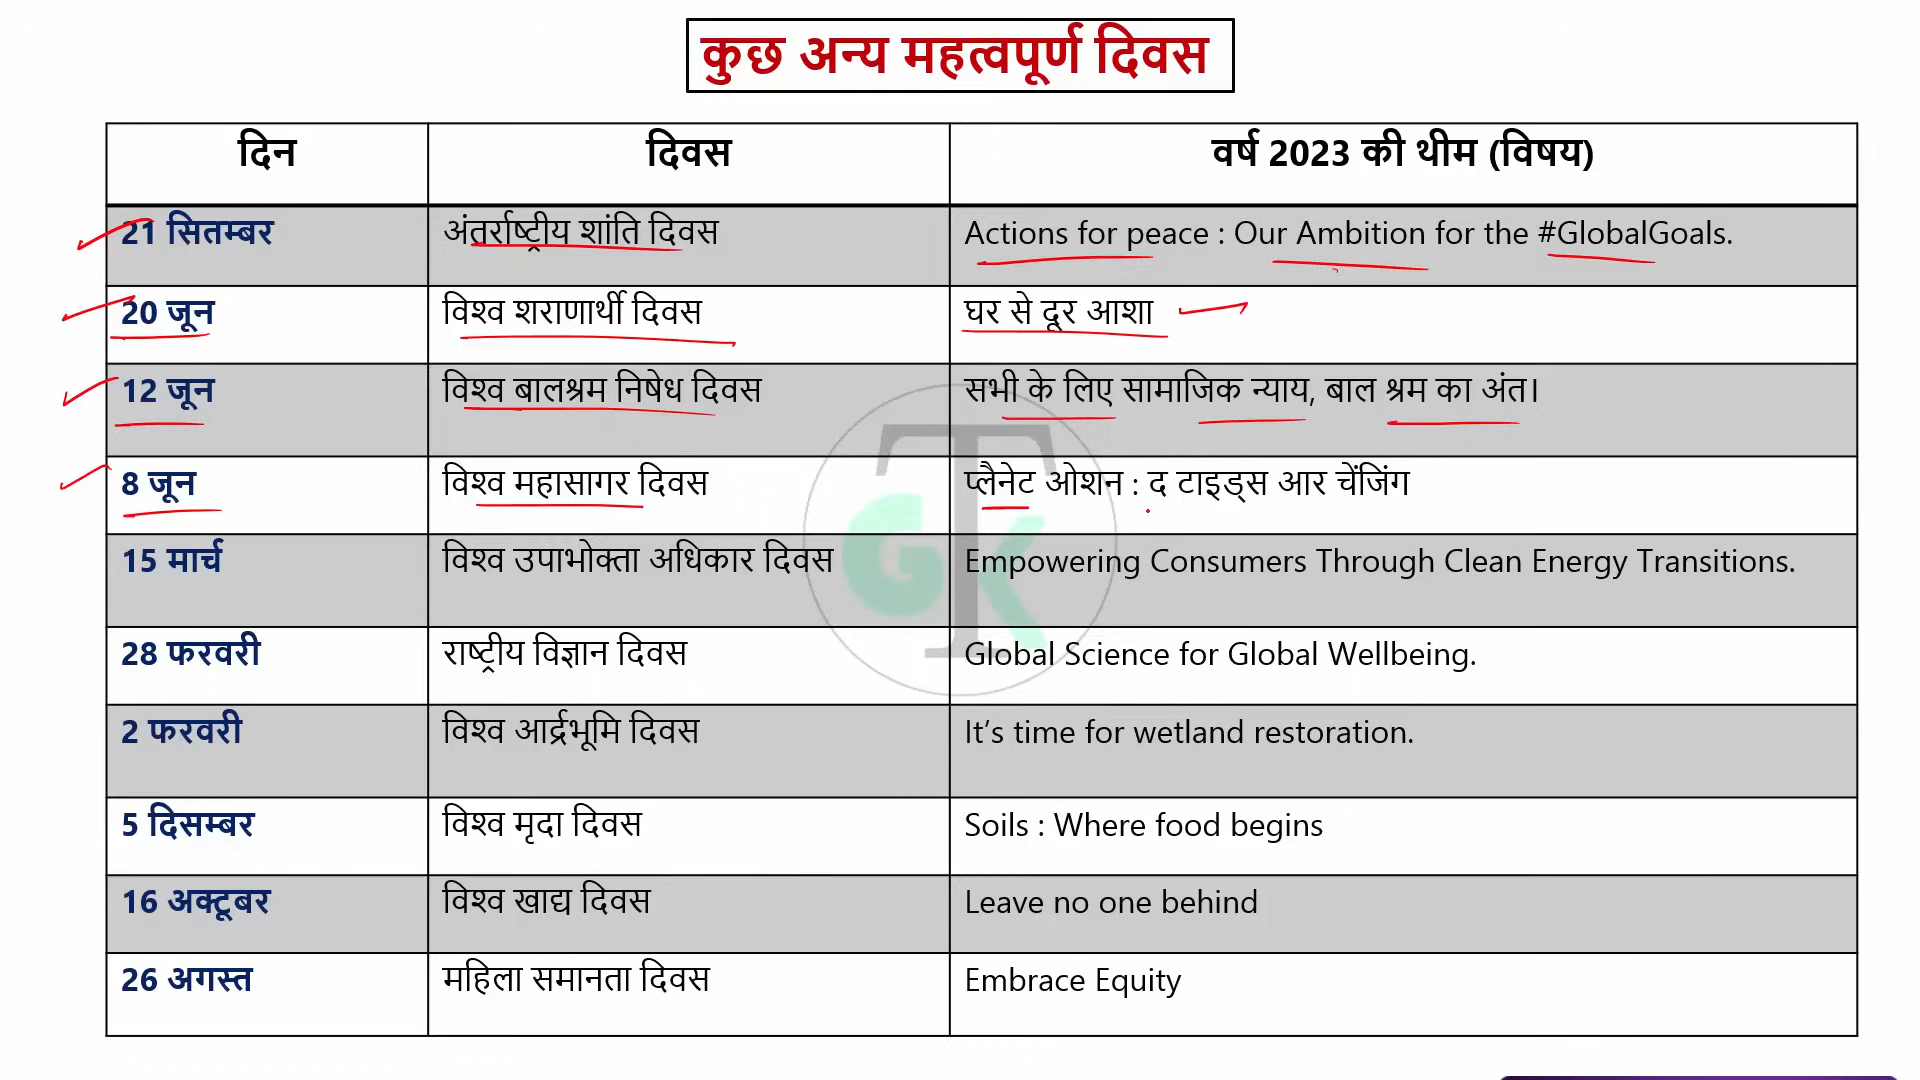 कुछ अन्य महत्वपूर्ण दिवस
दिन दिवस वर्ष 2023 की थीम (विषय)
21 सितम्बर अंतर्राष्ट्रीय शांति दिवस Actions for peace : Our Ambition for the #GlobalGoals.
20 जून विश्व शराणार्थी दिवस घर से दूर आशा
12 जून विश्व बालश्रम निषेध दिवस सभी के लिए सामाजिक न्याय, बाल श्रम का अंत।
8 जून विश्व महासागर दिवस प्लैनेट ओशन : द टाइड्स आर चेंजिंग
15 मार्च विश्व उपाभोक्ता अधिकार दिवस Empowering Consumers Through Clean Energy Transitions.
28 फरवरी राष्ट्रीय विज्ञान दिवस Global Science for Global Wellbeing.
2 फरवरी विश्व आर्द्रभूमि दिवस It’s time for wetland restoration.
5 दिसम्बर विश्व मृदा दिवस Soils : Where food begins
16 अक्टूबर विश्व खाद्य दिवस Leave no one behind
26 अगस्त महिला समानता दिवस Embrace Equity
GTK